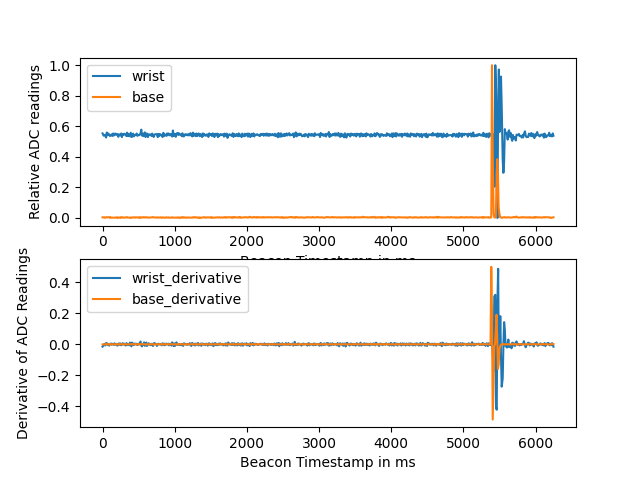 Relative ADC readings
1.0
0.8
0.6
0.4
0.2
0.0
wrist
base
0 1000 2000 3000 4000 5000 6000
Beacon Timestamp in ms
Derivative of ADC Readings
0.4
0.2
0.0
−0.2
−0.4
wrist_derivative
base_derivative
0 1000 2000 3000 4000 5000 6000
Beacon Timestamp in ms